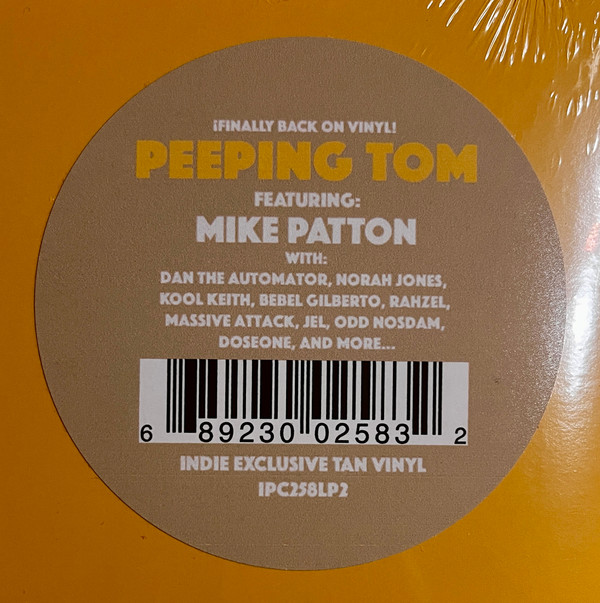 ¡FINALLY BACK ON VINYL!
PEEPING TOM
FEATURING:
MIKE PATTON
WITH:
DAN THE AUTOMATOR, NORAH JONES,
KOOL KEITH, BEBEL GILBERTO, RAHZEL,
MASSIVE ATTACK, JEL, ODD NOSDAM,
DOSEONE, AND MORE...
6 89230 02583 2
INDIE EXCLUSIVE TAN VINYL
IPC258LP2